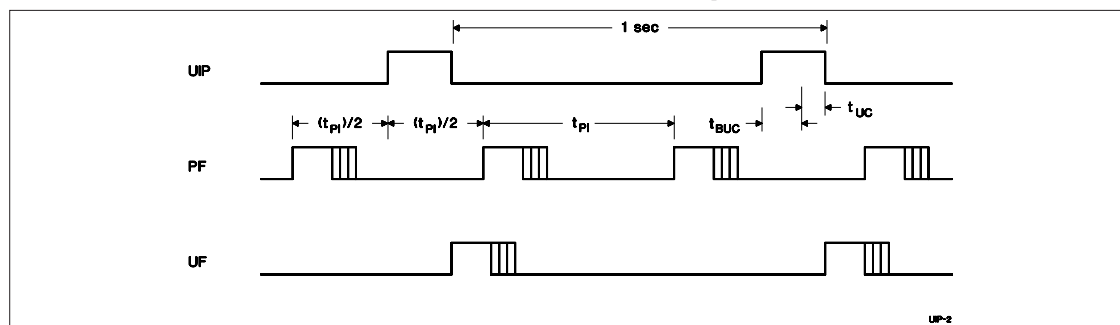 1 sec
UIP
tUC
(tPI)/2 (tPI)/2 tPI tBUC
PF
UF
UIP-2